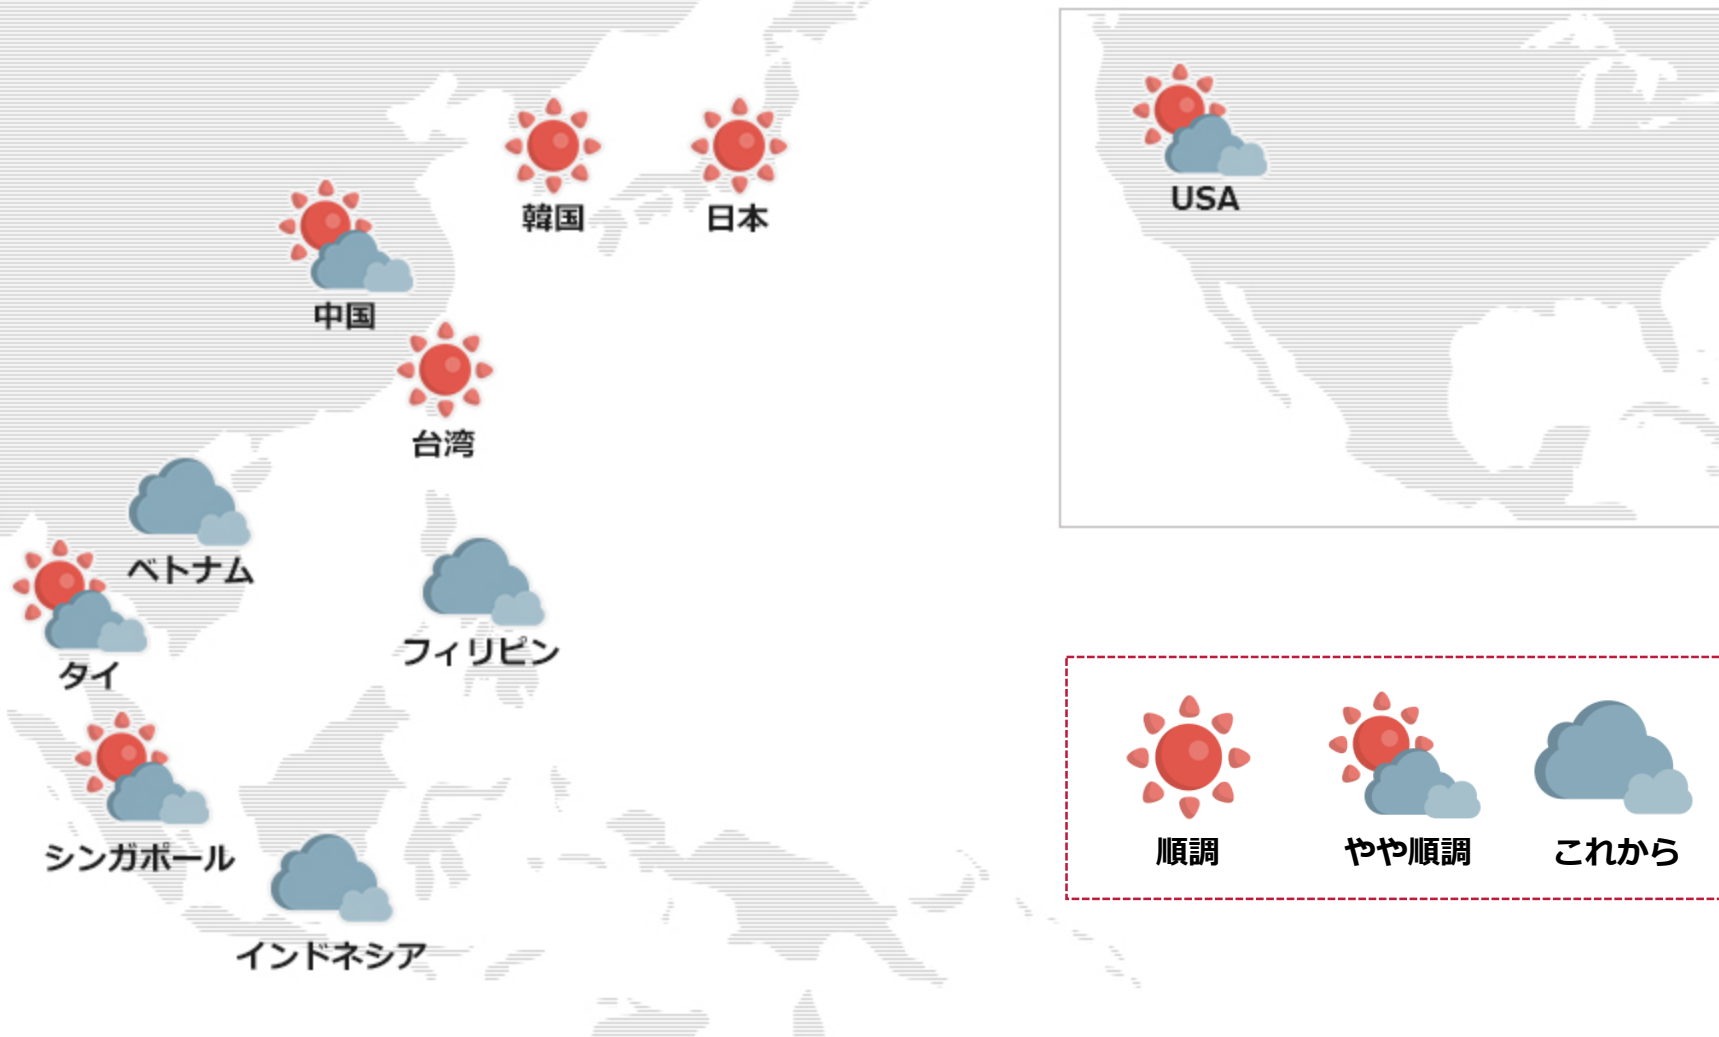 韓国
日本
USA
中国
台湾
ベトナム
フィリピン
タイ
シンガポール
インドネシア
順調
やや順調
これから